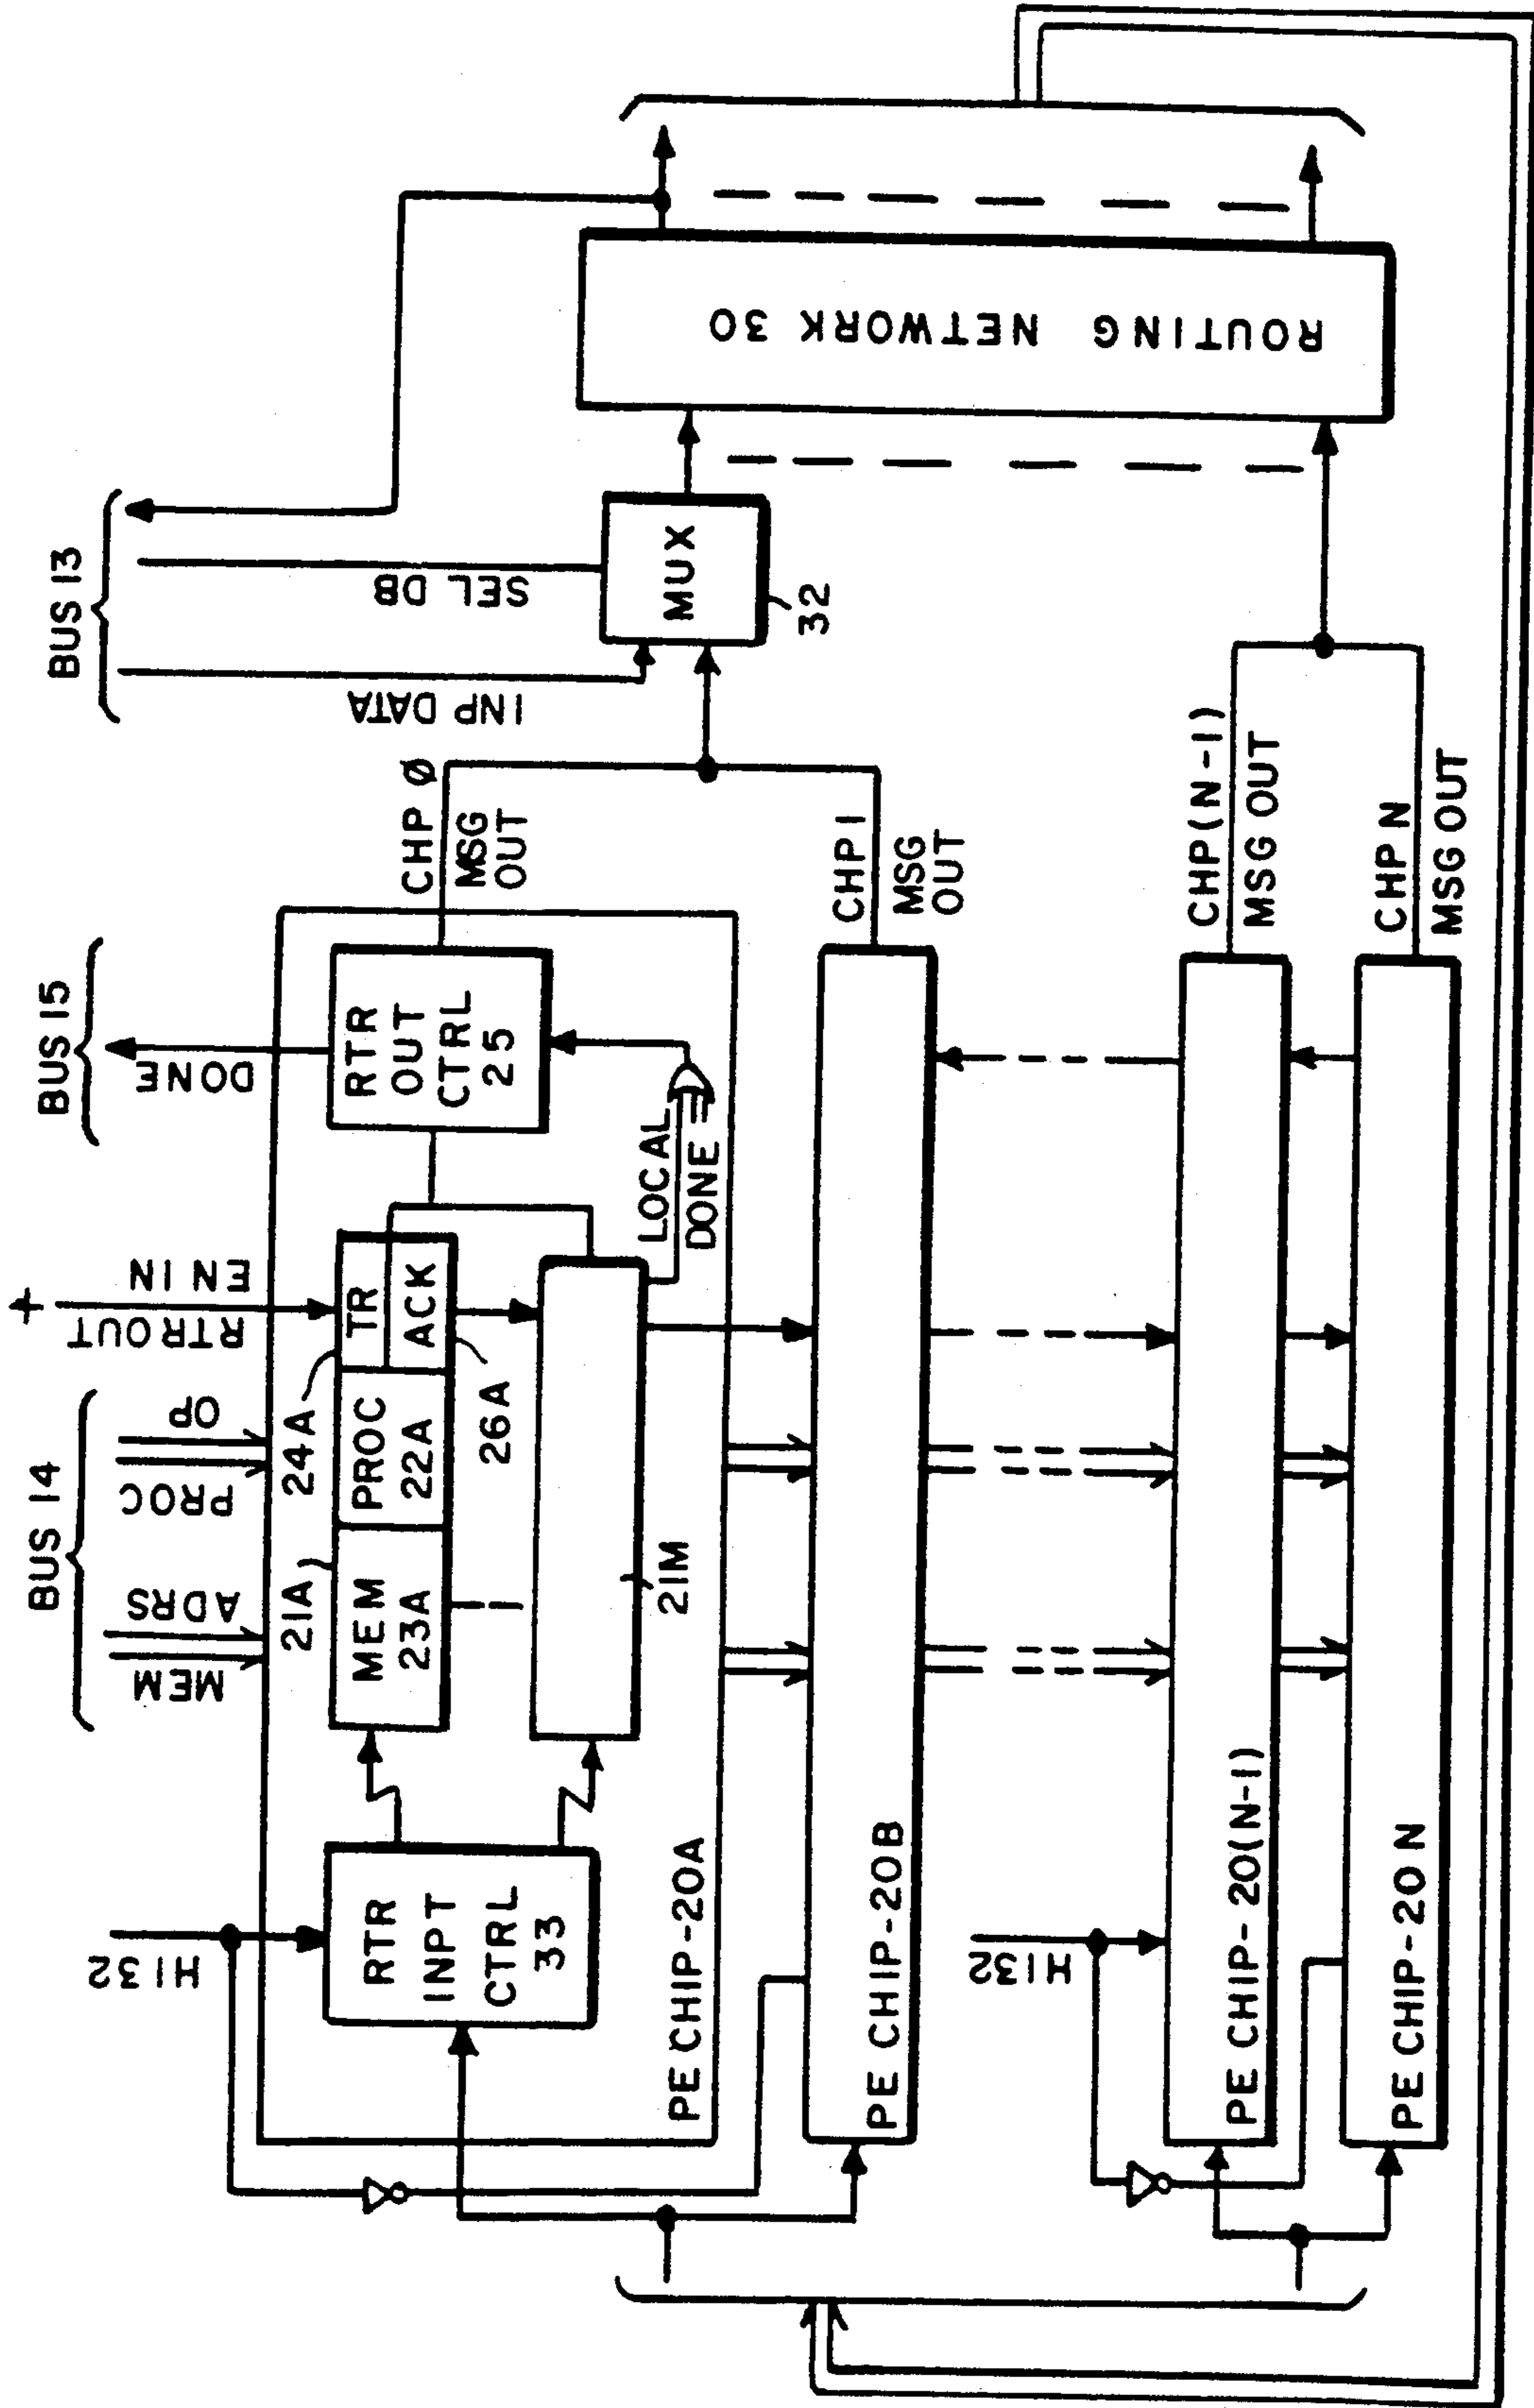 BUS 14
BUS 15
BUS 13
MEM
ADRS
PROC
OP
RTROUT
EN IN
+
DONE
INP DATA
SEL DB
H132
21A
24A
RTR
INPT
CTRL
33
MEM
23A
PROC
22A
TR
ACK
26A
RTR
OUT
CTRL
25
CHP Ø
MSG
OUT
MUX
32
21M
LOCAL
DONE
PE CHIP-20A
ROUTING NETWORK 30
PE CHIP-20B
CHP 1
MSG
OUT
H132
PE CHIP-20(N-1)
CHP(N-1)
MSG OUT
PE CHIP-20N
CHP N
MSG OUT